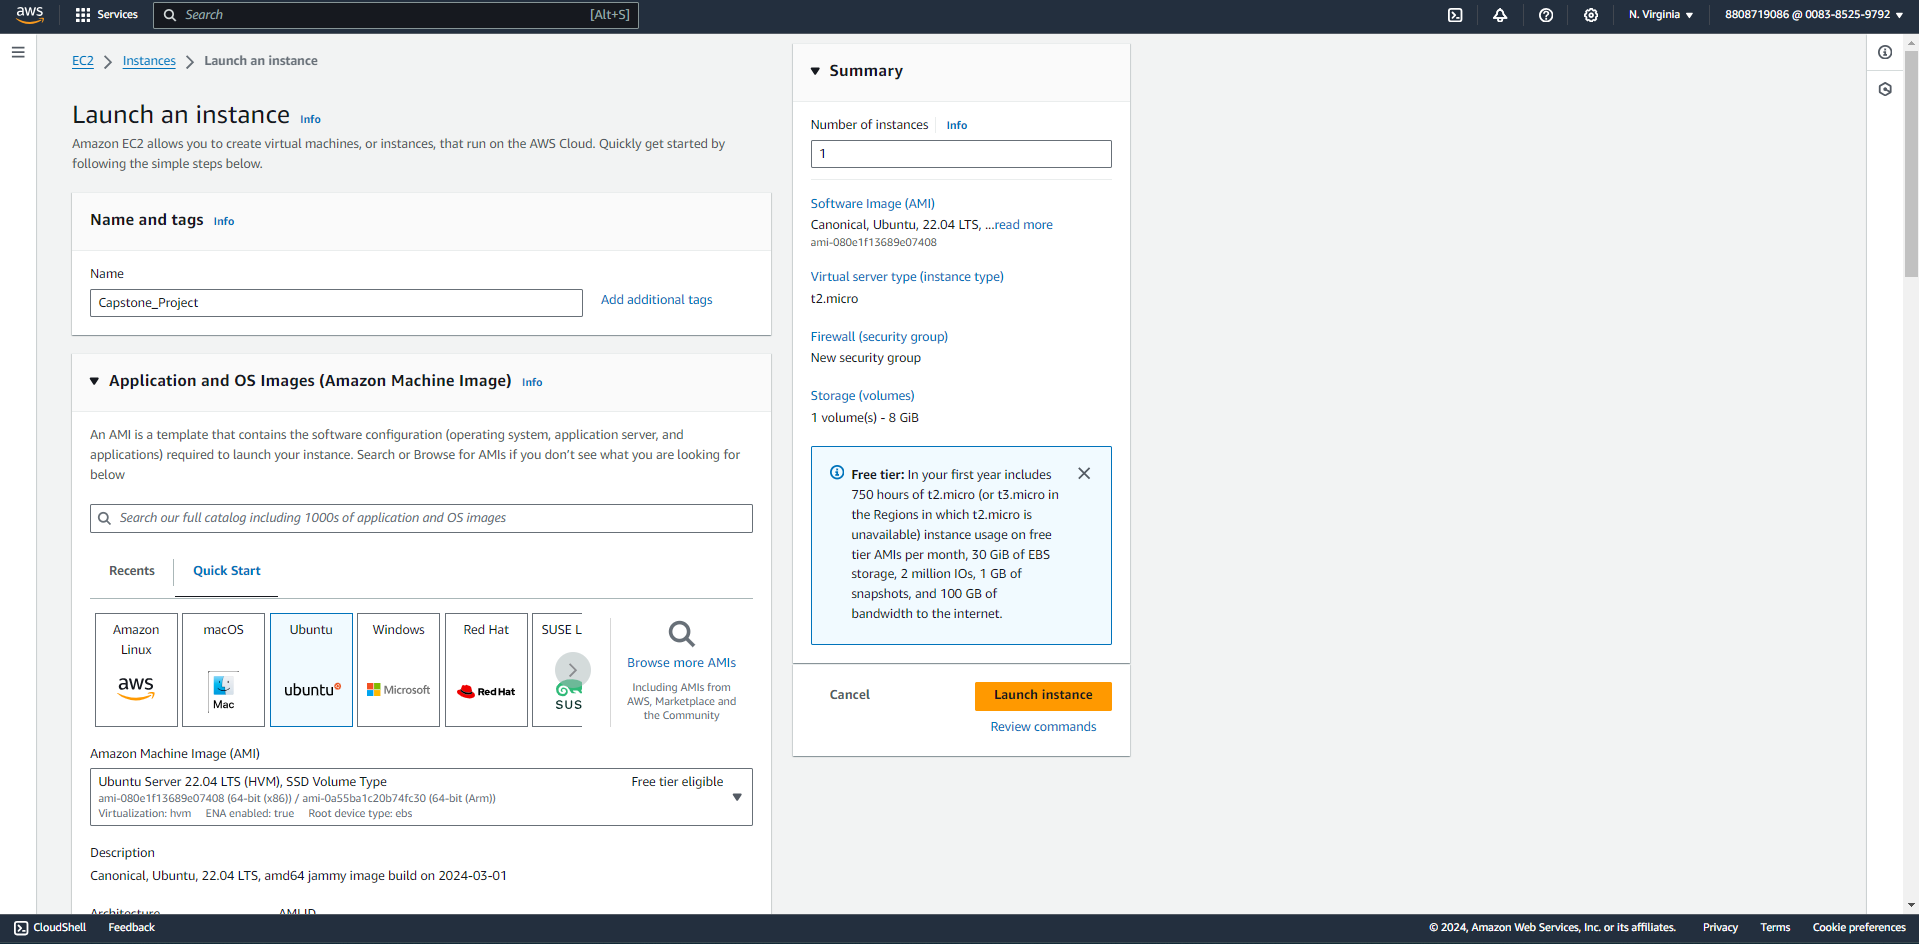 aws
Services
Search
[Alt+S]
N. Virginia
8808719086 @ 0083-8525-9792
EC2
Instances
Launch an instance
Launch an instance Info
Amazon EC2 allows you to create virtual machines, or instances, that run on the AWS Cloud. Quickly get started by
following the simple steps below.
Name and tags Info
Name
Capstone_Project
Add additional tags
Application and OS Images (Amazon Machine Image) Info
An AMI is a template that contains the software configuration (operating system, application server, and
applications) required to launch your instance. Search or Browse for AMIs if you don't see what you are looking for
below
Search our full catalog including 1000s of application and OS images
Recents
Quick Start
Amazon
Linux
aws
macOS
Mac
Ubuntu
ubuntu
Windows
Microsoft
Red Hat
Red Hat
SUSE L
SUS
Browse more AMIs
Including AMIs from
AWS, Marketplace and
the Community
Amazon Machine Image (AMI)
Ubuntu Server 22.04 LTS (HVM), SSD Volume Type
Free tier eligible
ami-080e1f13689e07408 (64-bit (x86)) / ami-0a55ba1c20b74fc30 (64-bit (Arm))
Virtualization: hvm ENA enabled: true Root device type: ebs
Description
Canonical, Ubuntu, 22.04 LTS, amd64 jammy image build on 2024-03-01
Architecture
AMI ID
Summary
Number of instances
Info
1
Software Image (AMI)
Canonical, Ubuntu, 22.04 LTS, ...read more
ami-080e1f13689e07408
Virtual server type (instance type)
t2.micro
Firewall (security group)
New security group
Storage (volumes)
1 volume(s) - 8 GiB
Free tier: In your first year includes
750 hours of t2.micro (or t3.micro in
the Regions in which t2.micro is
unavailable) instance usage on free
tier AMIs per month, 30 GiB of EBS
storage, 2 million IOs, 1 GB of
snapshots, and 100 GB of
bandwidth to the internet.
Cancel
Launch instance
Review commands
CloudShell
Feedback
© 2024, Amazon Web Services, Inc. or its affiliates.
Privacy
Terms
Cookie preferences